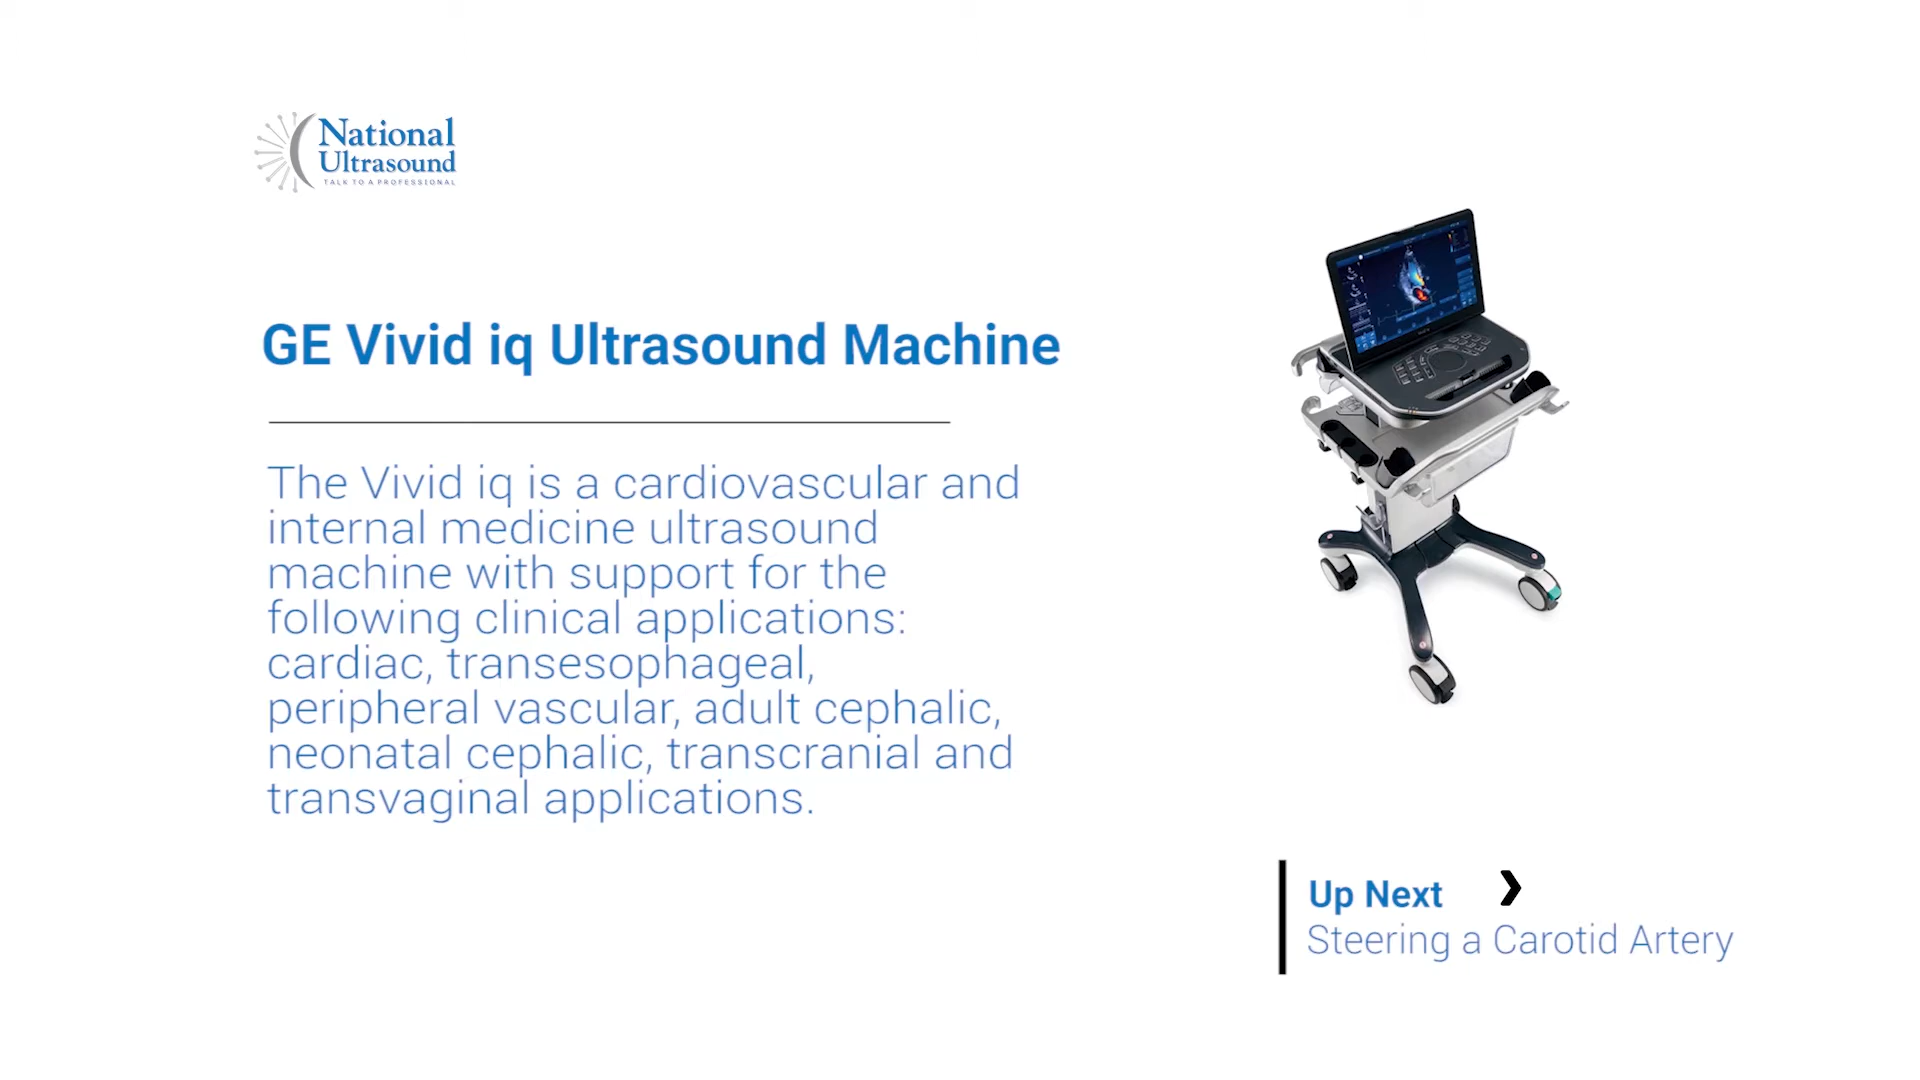 National
Ultrasound
TALK TO A PROFESSIONAL
GE Vivid iq Ultrasound Machine
The Vivid iq is a cardiovascular and
internal medicine ultrasound
machine with support for the
following clinical applications:
cardiac, transesophageal,
peripheral vascular, adult cephalic,
neonatal cephalic, transcranial and
transvaginal applications.
Up Next
Steering a Carotid Artery